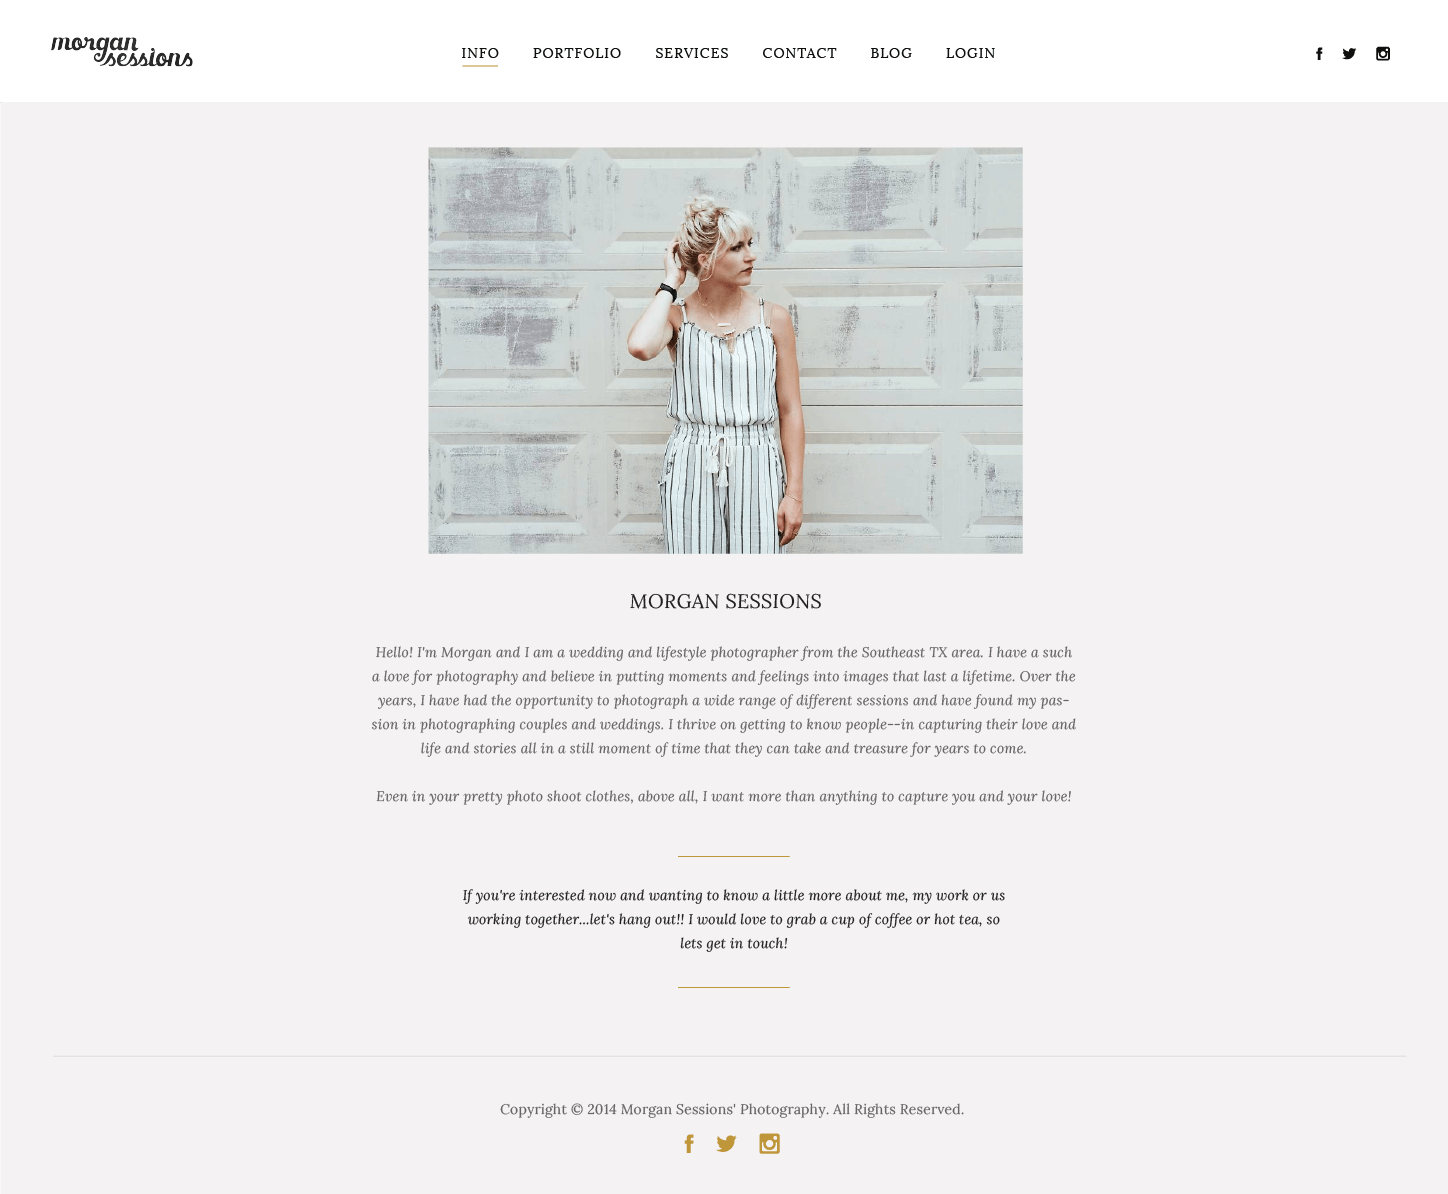 morgan
sessions
INFO PORTFOLIO SERVICES CONTACT BLOG LOGIN
MORGAN SESSIONS
Hello! I'm Morgan and I am a wedding and lifestyle photographer from the Southeast TX area. I have a such
a love for photography and believe in putting moments and feelings into images that last a lifetime. Over the
years, I have had the opportunity to photograph a wide range of different sessions and have found my pas-
sion in photographing couples and weddings. I thrive on getting to know people--in capturing their love and
life and stories all in a still moment of time that they can take and treasure for years to come.
Even in your pretty photo shoot clothes, above all, I want more than anything to capture you and your love!
If you're interested now and wanting to know a little more about me, my work or us
working together...let's hang out!! I would love to grab a cup of coffee or hot tea, so
lets get in touch!
Copyright © 2014 Morgan Sessions' Photography. All Rights Reserved.